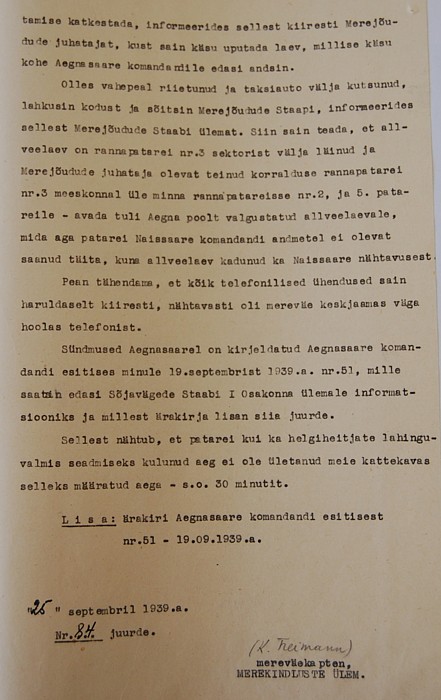 tamise katkestada, informeerides sellest kiiresti Merejõu-
dude juhatajat, kust sain käsu uputada laev, millise käsu
kohe Aegnasaare komandandile edasi andsin.
Olles vahepeal riietunud ja taksiauto välja kutsunud,
lahkusin kodust ja sõitsin Merejõudude Staapi, informeerides
sellest Merejõudude Staabi ülemat. Siin sain teada, et all-
veelaev on rannapatarei nr.3 sektorist välja läinud ja
Merejõudude juhataja olevat teinud korralduse rannapatarei
nr.3 meeskonnal üle minna rannapatareisse nr.2, ja 5. pata-
reile - avada tuli Aegna poolt valgustatud allveelaevale,
mida aga patarei Naissaare komandandi andmetel ei olevat
saanud täita, kuna allveelaev kadunud ka Naissaare nähtavusest.
Pean tähendama, et kõik telefonilised ühendused sain
haruldaselt kiiresti, nähtavasti oli mereväe keskjaamas väga
hoolas telefonist.
Sündmused Aegnasaarel on kirjeldatud Aegnasaare koman-
dandi esitises minule 19.septembrist 1939.a. nr.51, mille
saatsin edasi Sõjavägede Staabi I Osakonna ülemale informat-
siooniks ja millest ärakirja lisan siia juurde.
Sellest nähtub, et patarei kui ka helgiheitjate lahingu-
valmis seadmiseks kulunud aeg ei ole ületanud meie kattekavas
selleks määratud aega - s.o. 30 minutit.
Lisa: Ärakiri Aegnasaare komandandi esitisest
nr.51 - 19.09.1939.a.
"25" septembril 1939.a.
Nr. 84. juurde.
(K. Treimann)
mereväekapten,
MEREKINDLUSTE ÜLEM.